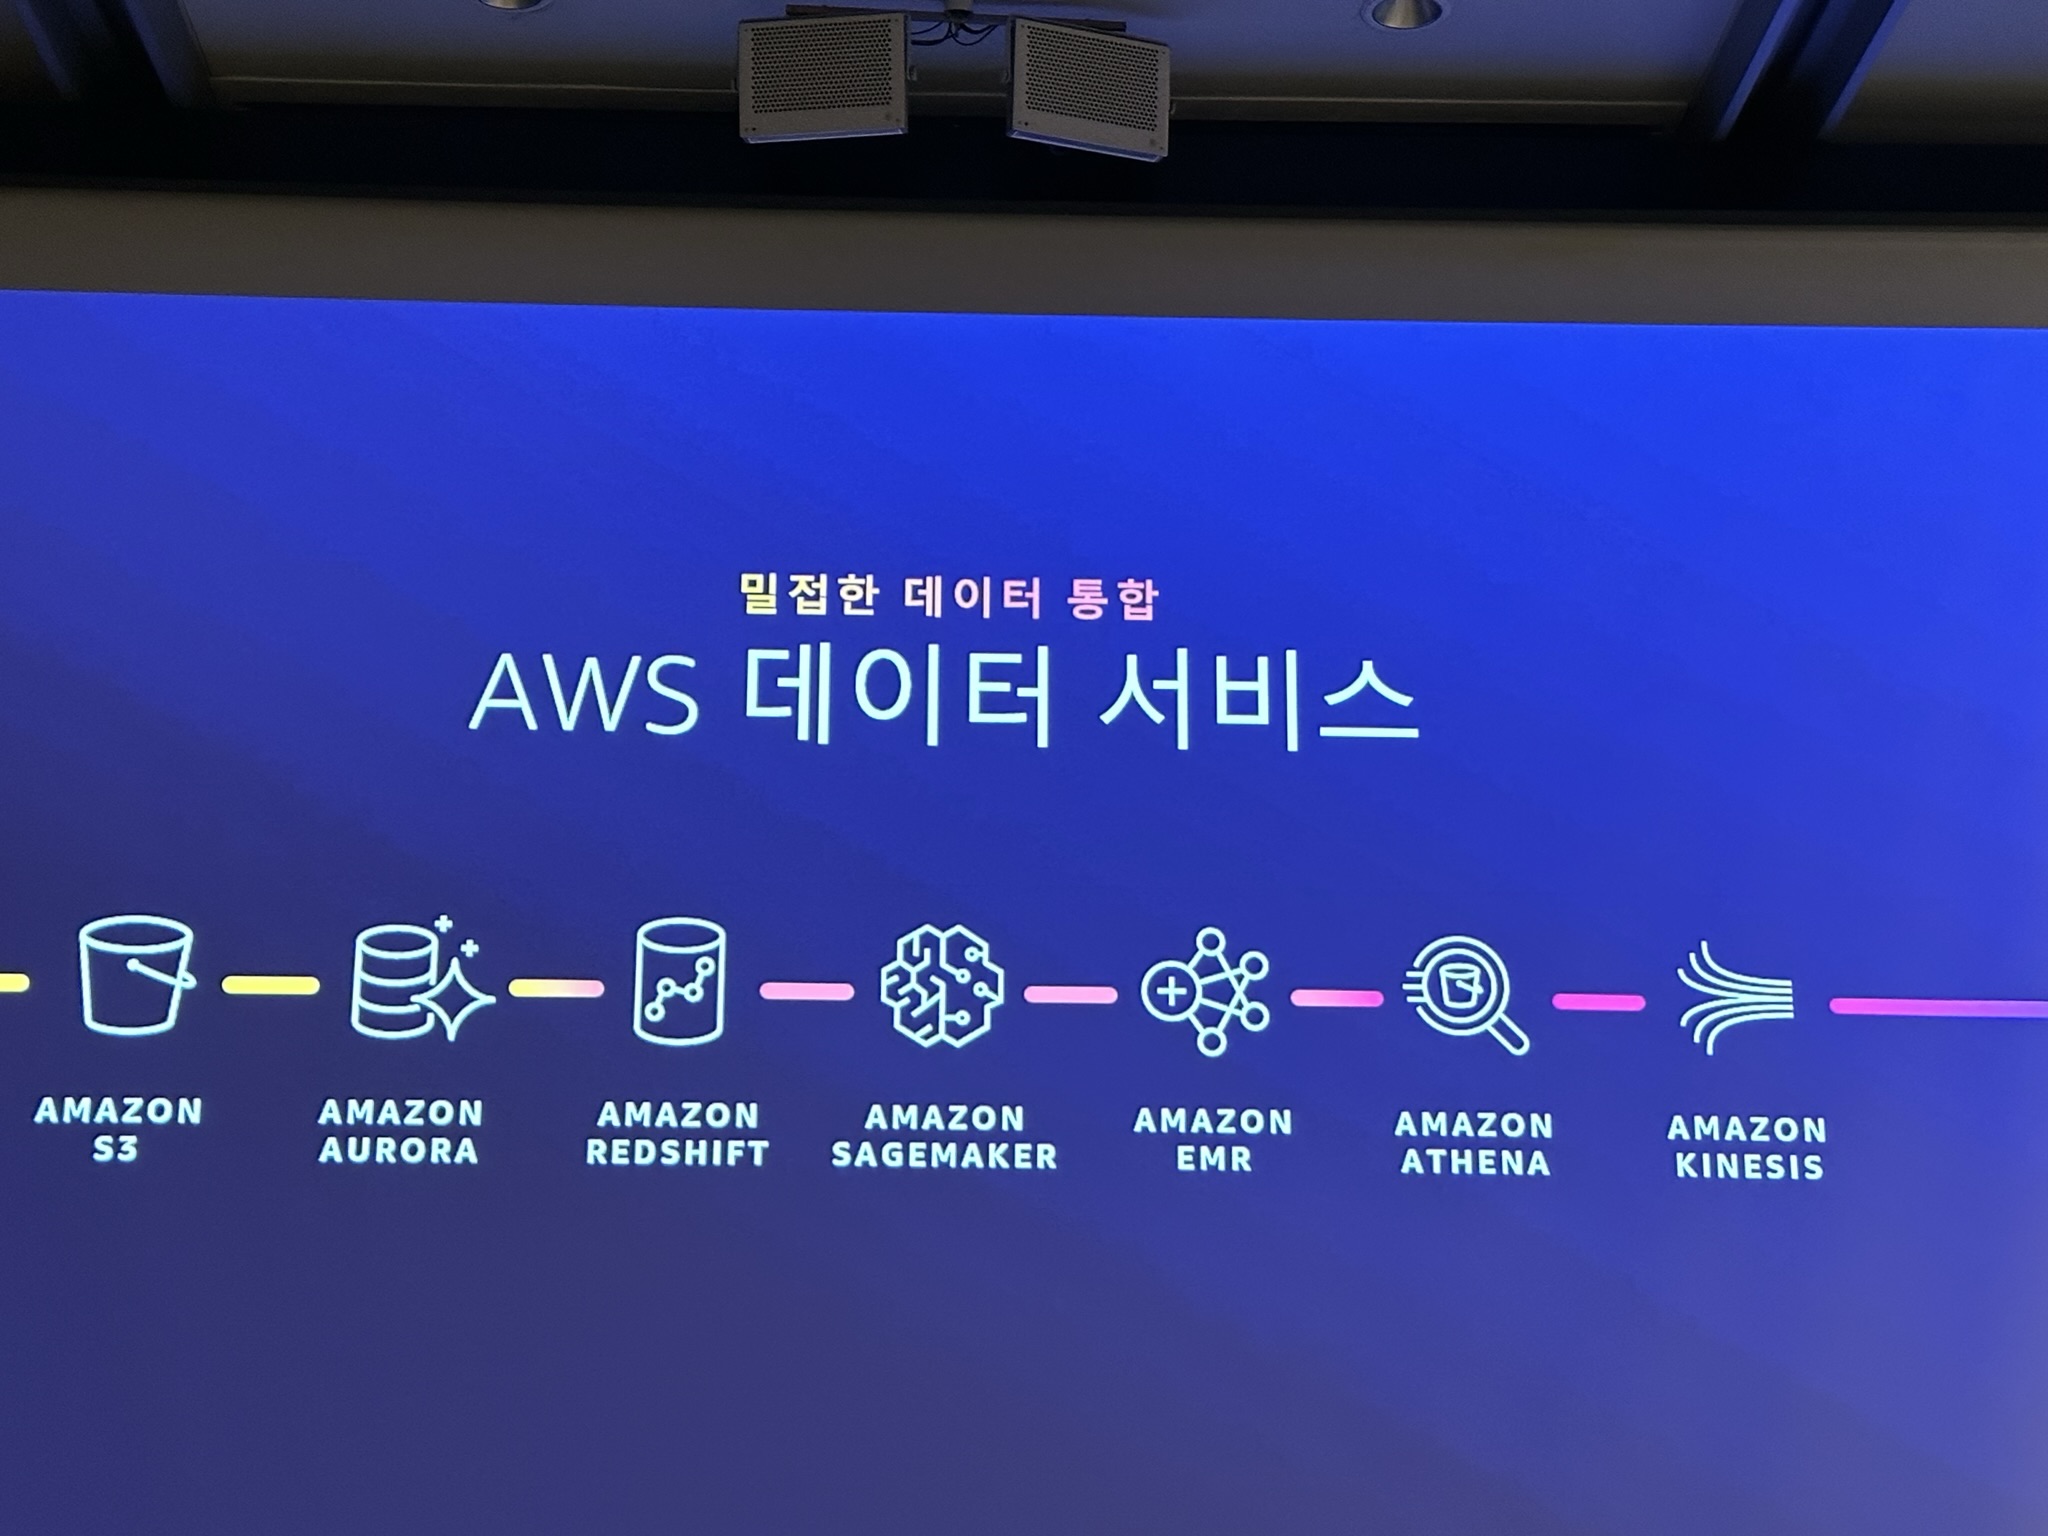 밀접한 데이터 통합
AWS 데이터 서비스
AMAZON
S3
AMAZON
AURORA
AMAZON
REDSHIFT
AMAZON
SAGEMAKER
AMAZON
EMR
AMAZON
ATHENA
AMAZON
KINESIS